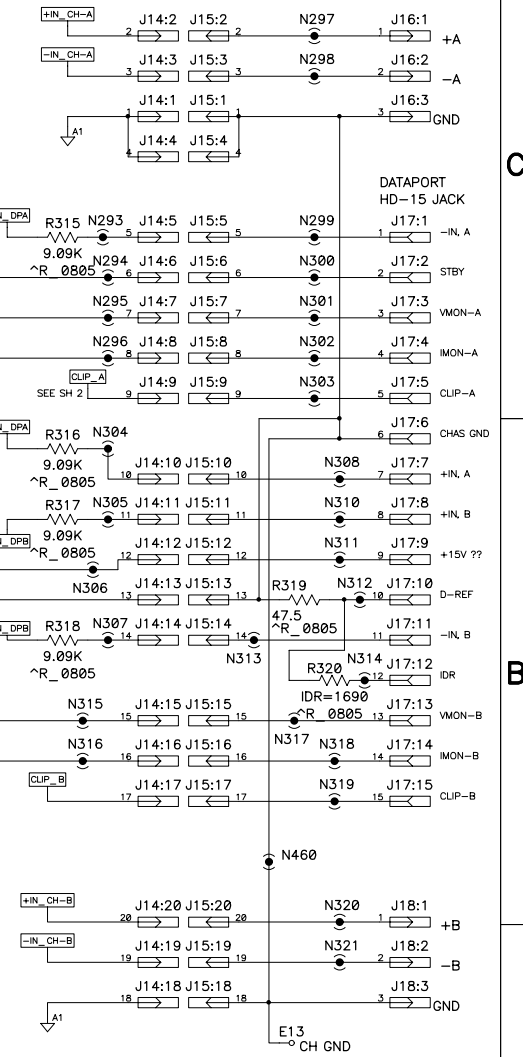 +IN_CH-A J14:2 J15:2 N297 J16:1
2 2 1 +A
-IN_CH-A J14:3 J15:3 N298 J16:2
3 3 2 -A
J14:1 J15:1 J16:3
1 1 3 GND
A1
J14:4 J15:4
4 4
C
DATAPORT
HD-15 JACK
N_DPA R315 N293 J14:5 J15:5 N299 J17:1
5 5 1 -IN, A
9.09K
^R_0805 N294 J14:6 J15:6 N300 J17:2
6 6 2 STBY
N295 J14:7 J15:7 N301 J17:3
7 7 3 VMON-A
N296 J14:8 J15:8 N302 J17:4
8 8 4 IMON-A
CLIP_A J14:9 J15:9 N303 J17:5
SEE SH 2 9 9 5 CLIP-A
J17:6
6 CHAS GND
N_DPA R316 N304
9.09K J14:10 J15:10 N308 J17:7
^R_0805 10 10 7 +IN, A
R317 N305 J14:11 J15:11 N310 J17:8
11 11 8 +IN, B
9.09K
N_DPB ^R_0805 J14:12 J15:12 N311 J17:9
12 12 9 +15V ??
N306
J14:13 J15:13 R319 N312 J17:10
13 13 10 D-REF
47.5
^R_0805
N_DPB R318 N307 J14:14 J15:14 J17:11
14 14 11 -IN, B
9.09K N313
^R_0805
R320 N314 J17:12
12 IDR
IDR=1690
^R_0805
N315 J14:15 J15:15 J17:13
15 15 13 VMON-B
N317
N316 J14:16 J15:16 N318 J17:14
16 16 14 IMON-B
CLIP_B J14:17 J15:17 N319 J17:15
17 17 15 CLIP-B
B
N460
+IN_CH-B J14:20 J15:20 N320 J18:1
20 20 1 +B
-IN_CH-B J14:19 J15:19 N321 J18:2
19 19 2 -B
J14:18 J15:18 J18:3
18 18 3 GND
A1
E13
CH GND